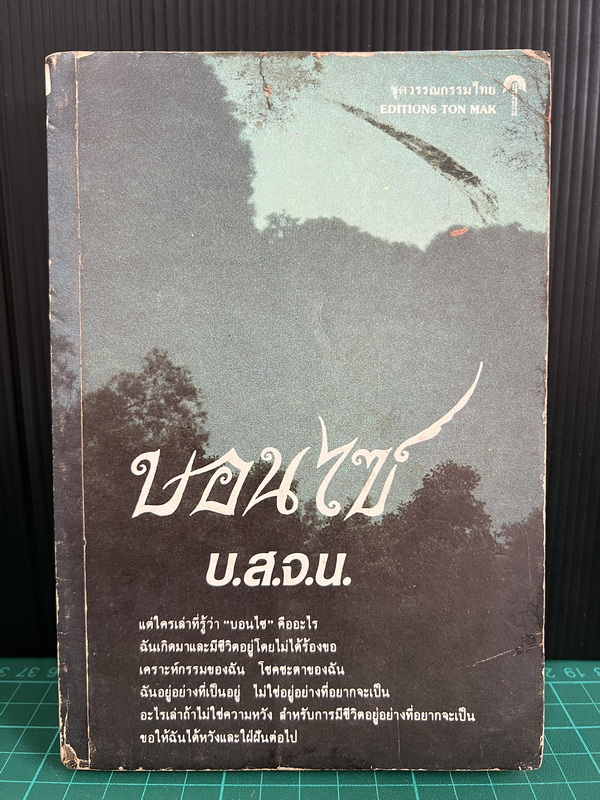 ชุดวรรณกรรมไทย
EDITIONS TON MAK
บอนไซ
บ.ส.จ.น.
แต่ใครเล่าที่รู้ว่า “บอนไซ” คืออะไร
ฉันเกิดมาและมีชีวิตอยู่โดยไม่ได้ร้องขอ
เคราะห์กรรมของฉัน โชคชะตาของฉัน
ฉันอยู่อย่างที่เป็นอยู่ ไม่ใช่อยู่อย่างที่อยากจะเป็น
อะไรเล่าถ้าไม่ใช่ความหวัง สำหรับการมีชีวิตอยู่อย่างที่อยากจะเป็น
ขอให้ฉันได้หวังและใฝ่ฝันต่อไป